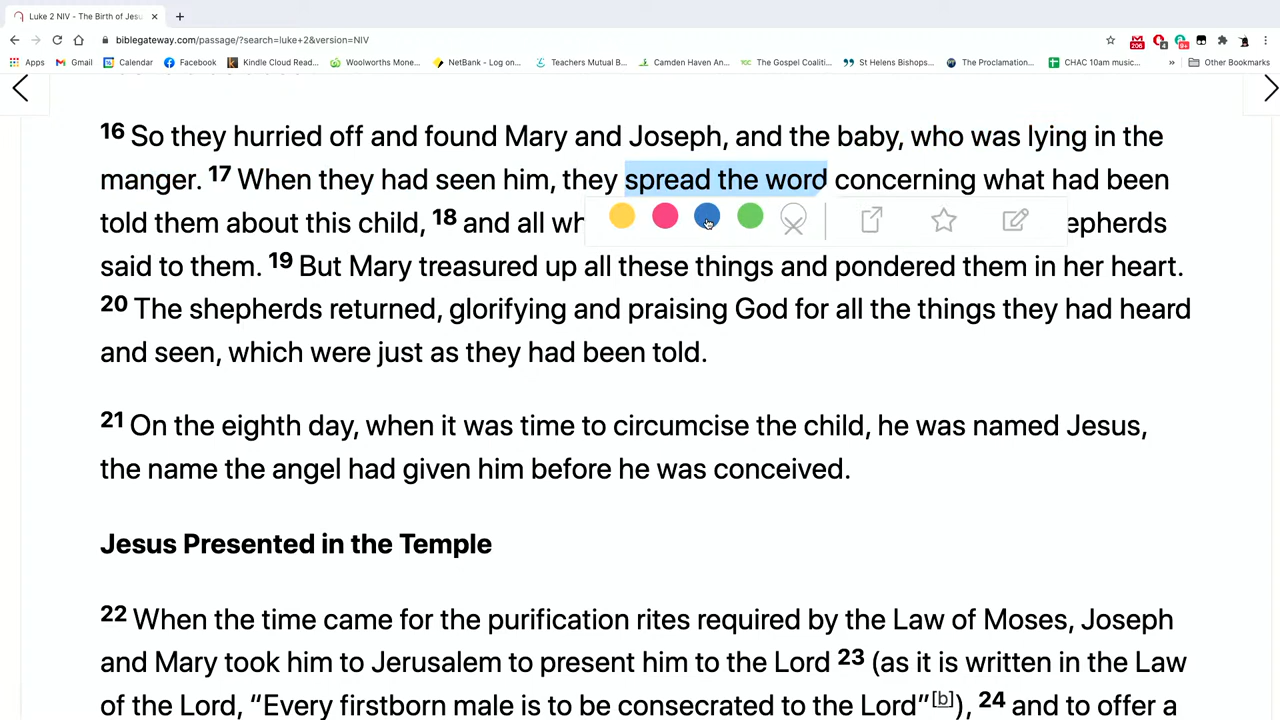 Luke 2 NIV - The Birth of Jesu
biblegateway.com/passage/?search=luke+2&version=NIV
Apps Gmail Calendar Facebook Kindle Cloud Read... Woolworths Mone... NetBank - Log on... Teachers Mutual B... Camden Haven An... TGC The Gospel Coaliti... St Helens Bishops... The Proclamation... CHAC 10am music... » Other Bookmarks
16 So they hurried off and found Mary and Joseph, and the baby, who was lying in the
manger. 17 When they had seen him, they spread the word concerning what had been
told them about this child, 18 and all wh epherds
said to them. 19 But Mary treasured up all these things and pondered them in her heart.
20 The shepherds returned, glorifying and praising God for all the things they had heard
and seen, which were just as they had been told.
21 On the eighth day, when it was time to circumcise the child, he was named Jesus,
the name the angel had given him before he was conceived.
Jesus Presented in the Temple
22 When the time came for the purification rites required by the Law of Moses, Joseph
and Mary took him to Jerusalem to present him to the Lord 23 (as it is written in the Law
of the Lord, “Every firstborn male is to be consecrated to the Lord”[b]), 24 and to offer a